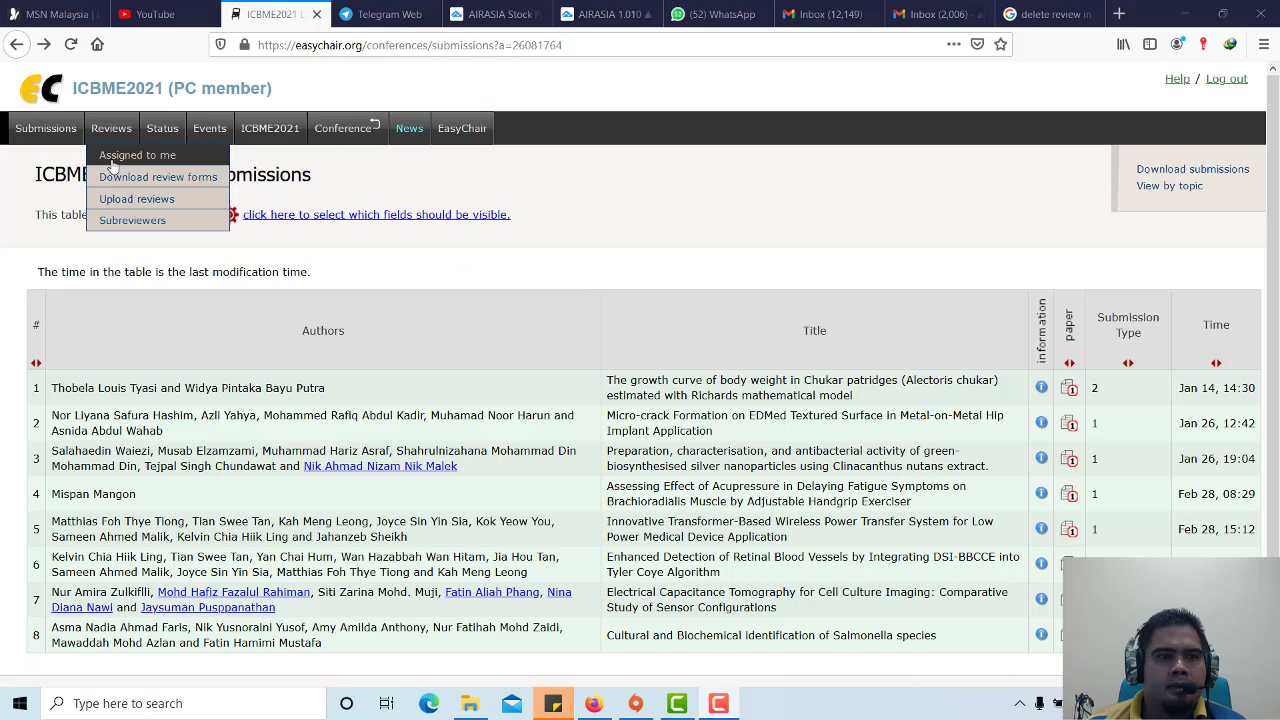 MSN Malaysia |
YouTube
ICBME2021
Telegram Web
AIRASIA Stock P
AIRASIA 1.010
(52) WhatsApp
Inbox (12,149)
Inbox (2,006) -
delete review in
https://easychair.org/conferences/submissions?a=26081764
EC ICBME2021 (PC member)
Help / Log out
Submissions Reviews Status Events ICBME2021 Conference News EasyChair
Assigned to me
Download review forms
Upload reviews
Subreviewers
Download submissions
View by topic
ICBME
bmissions
This table
click here to select which fields should be visible.
The time in the table is the last modification time.
# Authors Title information paper Submission Type Time
1 Thobela Louis Tyasi and Widya Pintaka Bayu Putra
The growth curve of body weight in Chukar patridges (Alectoris chukar)
estimated with Richards mathematical model
2 Jan 14, 14:30
2 Nor Liyana Safura Hashim, Azli Yahya, Mohammed Rafiq Abdul Kadir, Muhamad Noor Harun and
Asnida Abdul Wahab
Micro-crack Formation on EDMed Textured Surface in Metal-on-Metal Hip
Implant Application
1 Jan 26, 12:42
3 Salahaedin Waiezi, Musab Elzamzami, Muhammad Hariz Asraf, Shahrulnizahana Mohammad Din
Mohammad Din, Tejpal Singh Chundawat and Nik Ahmad Nizam Nik Malek
Preparation, characterisation, and antibacterial activity of green-
biosynthesised silver nanoparticles using Clinacanthus nutans extract.
1 Jan 26, 19:04
4 Mispan Mangon
Assessing Effect of Acupressure in Delaying Fatigue Symptoms on
Brachioradialis Muscle by Adjustable Handgrip Exerciser
1 Feb 28, 08:29
5 Matthias Foh Thye Tiong, Tian Swee Tan, Kah Meng Leong, Joyce Sin Yin Sia, Kok Yeow You,
Sameen Ahmed Malik, Kelvin Chia Hiik Ling and Jahanzeb Sheikh
Innovative Transformer-Based Wireless Power Transfer System for Low
Power Medical Device Application
1 Feb 28, 15:12
6 Kelvin Chia Hiik Ling, Tian Swee Tan, Yan Chai Hum, Wan Hazabbah Wan Hitam, Jia Hou Tan,
Sameen Ahmed Malik, Joyce Sin Yin Sia, Matthias Foh Thye Tiong and Kah Meng Leong
Enhanced Detection of Retinal Blood Vessels by Integrating DSI-BBCCE into
Tyler Coye Algorithm
7 Nur Amira Zulkifli, Mohd Hafiz Fazalul Rahiman, Siti Zarina Mohd. Muji, Fatin Aliah Phang, Nina
Diana Nawi and Jaysuman Pusppanathan
Electrical Capacitance Tomography for Cell Culture Imaging: Comparative
Study of Sensor Configurations
8 Asma Nadia Ahmad Faris, Nik Yusnoraini Yusof, Amy Amilda Anthony, Nur Fatihah Mohd Zaidi,
Mawaddah Mohd Azlan and Fatin Hamimi Mustafa
Cultural and Biochemical identification of Salmonella species
Type here to search